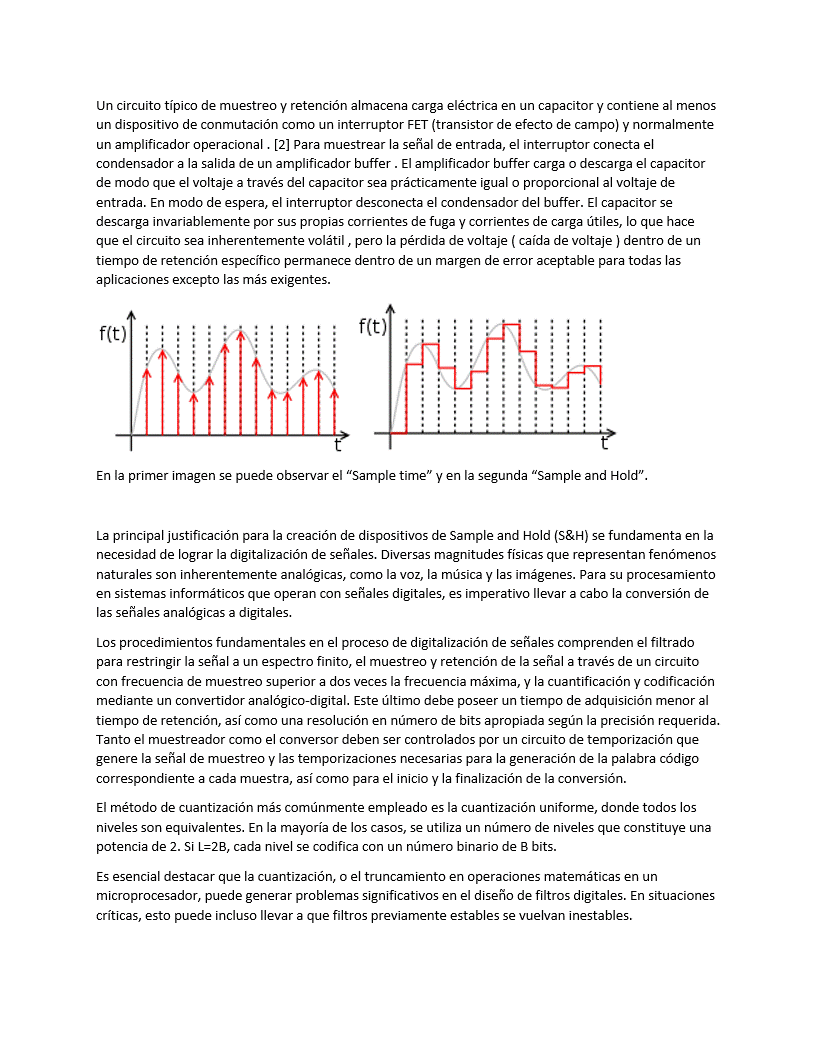 Un circuito típico de muestreo y retención almacena carga eléctrica en un capacitor y contiene al menos
un dispositivo de conmutación como un interruptor FET (transistor de efecto de campo) y normalmente
un amplificador operacional . [2] Para muestrear la señal de entrada, el interruptor conecta el
condensador a la salida de un amplificador buffer . El amplificador buffer carga o descarga el capacitor
de modo que el voltaje a través del capacitor sea prácticamente igual o proporcional al voltaje de
entrada. En modo de espera, el interruptor desconecta el condensador del buffer. El capacitor se
descarga invariablemente por sus propias corrientes de fuga y corrientes de carga útiles, lo que hace
que el circuito sea inherentemente volátil , pero la pérdida de voltaje ( caída de voltaje ) dentro de un
tiempo de retención específico permanece dentro de un margen de error aceptable para todas las
aplicaciones excepto las más exigentes.
f(t)
t
f(t)
t
En la primer imagen se puede observar el “Sample time” y en la segunda “Sample and Hold”.
La principal justificación para la creación de dispositivos de Sample and Hold (S&H) se fundamenta en la
necesidad de lograr la digitalización de señales. Diversas magnitudes físicas que representan fenómenos
naturales son inherentemente analógicas, como la voz, la música y las imágenes. Para su procesamiento
en sistemas informáticos que operan con señales digitales, es imperativo llevar a cabo la conversión de
las señales analógicas a digitales.
Los procedimientos fundamentales en el proceso de digitalización de señales comprenden el filtrado
para restringir la señal a un espectro finito, el muestreo y retención de la señal a través de un circuito
con frecuencia de muestreo superior a dos veces la frecuencia máxima, y la cuantificación y codificación
mediante un convertidor analógico-digital. Este último debe poseer un tiempo de adquisición menor al
tiempo de retención, así como una resolución en número de bits apropiada según la precisión requerida.
Tanto el muestreador como el conversor deben ser controlados por un circuito de temporización que
genere la señal de muestreo y las temporizaciones necesarias para la generación de la palabra código
correspondiente a cada muestra, así como para el inicio y la finalización de la conversión.
El método de cuantización más comúnmente empleado es la cuantización uniforme, donde todos los
niveles son equivalentes. En la mayoría de los casos, se utiliza un número de niveles que constituye una
potencia de 2. Si L=2B, cada nivel se codifica con un número binario de B bits.
Es esencial destacar que la cuantización, o el truncamiento en operaciones matemáticas en un
microprocesador, puede generar problemas significativos en el diseño de filtros digitales. En situaciones
críticas, esto puede incluso llevar a que filtros previamente estables se vuelvan inestables.